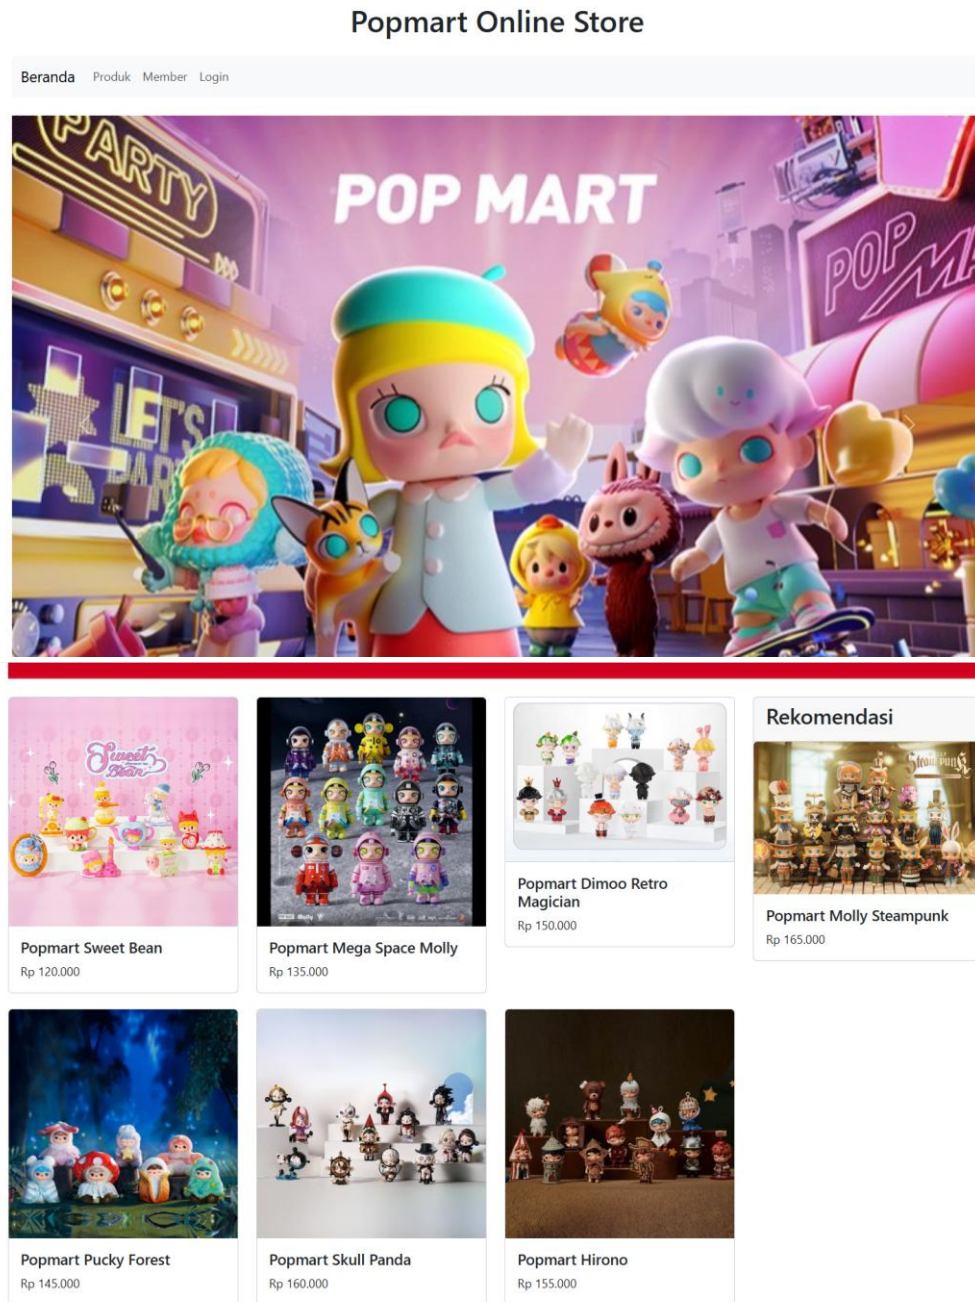 Popmart Online Store
Beranda Produk Member Login
PARTY
POP MART
POP
LET'S
Sweet
Bean
Popmart Sweet Bean
Rp 120.000
Popmart Mega Space Molly
Rp 135.000
Popmart Dimoo Retro
Magician
Rp 150.000
Rekomendasi
Steampunk
Popmart Molly Steampunk
Rp 165.000
Popmart Pucky Forest
Rp 145.000
Popmart Skull Panda
Rp 160.000
Popmart Hirono
Rp 155.000